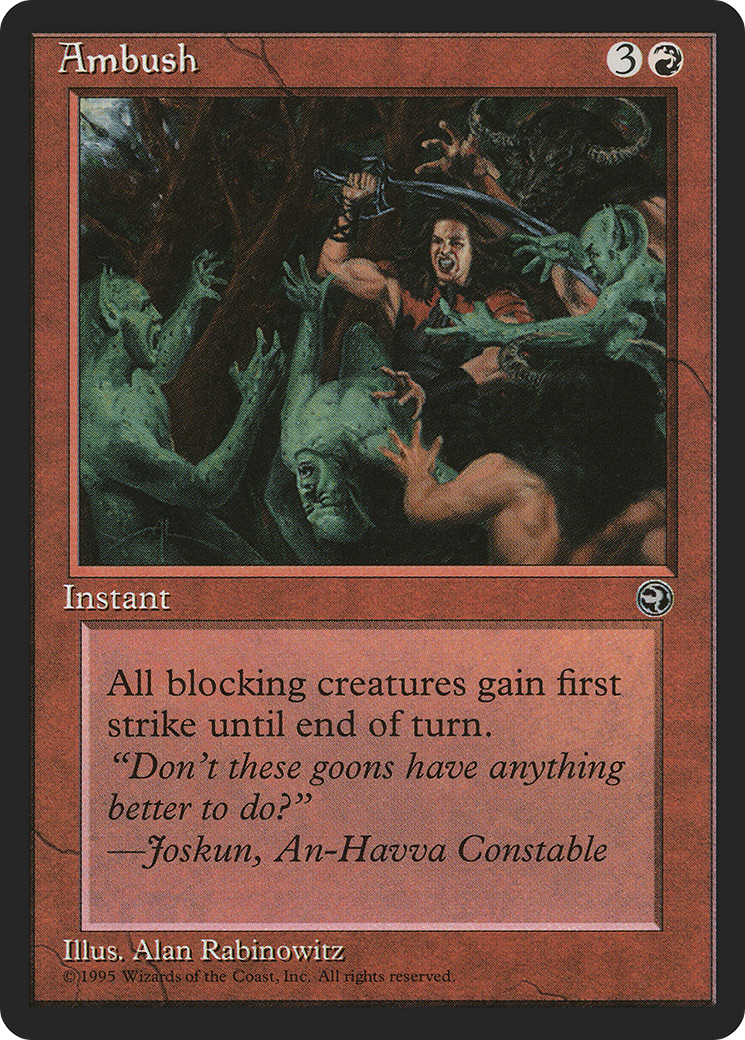 Ambush
3
Instant
All blocking creatures gain first
strike until end of turn.
“Don’t these goons have anything
better to do?”
—Joskun, An-Havva Constable
Illus. Alan Rabinowitz
©1995 Wizards of the Coast, Inc. All rights reserved.